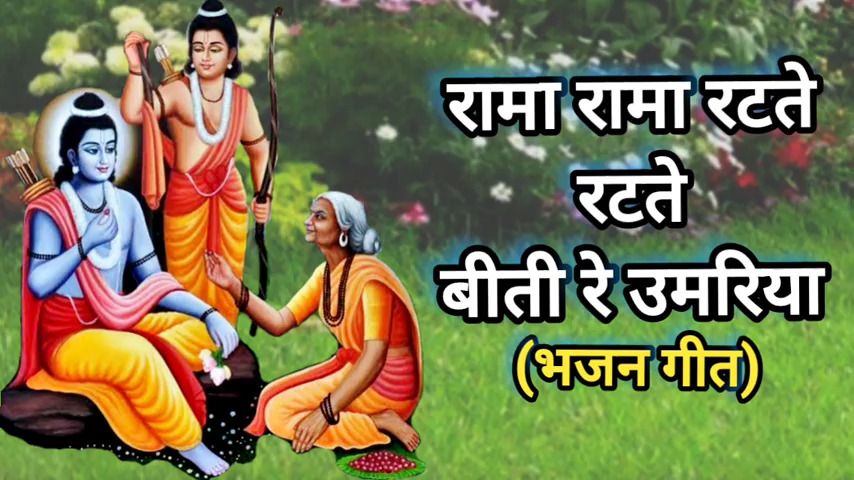 रामा रामा रटते
रटते
बीती रे उमरिया
(भजन गीत)